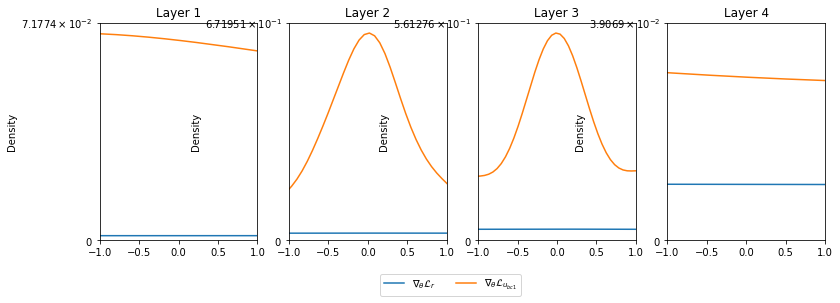 Layer 1
Layer 2
Layer 3
Layer 4
7.1774 × 10⁻²
6.71951 × 10⁻¹
5.61276 × 10⁻¹
3.9069 × 10⁻²
Density
Density
Density
Density
0
0
0
0
−1.0 −0.5 0.0 0.5 1.0
−1.0 −0.5 0.0 0.5 1.0
−1.0 −0.5 0.0 0.5 1.0
−1.0 −0.5 0.0 0.5 1.0
∇θℒr
∇θℒu_bc1